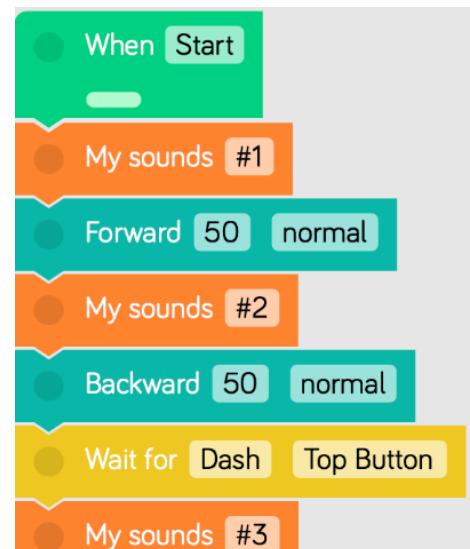 When Start
My sounds #1
Forward 50 normal
My sounds #2
Backward 50 normal
Wait for Dash Top Button
My sounds #3